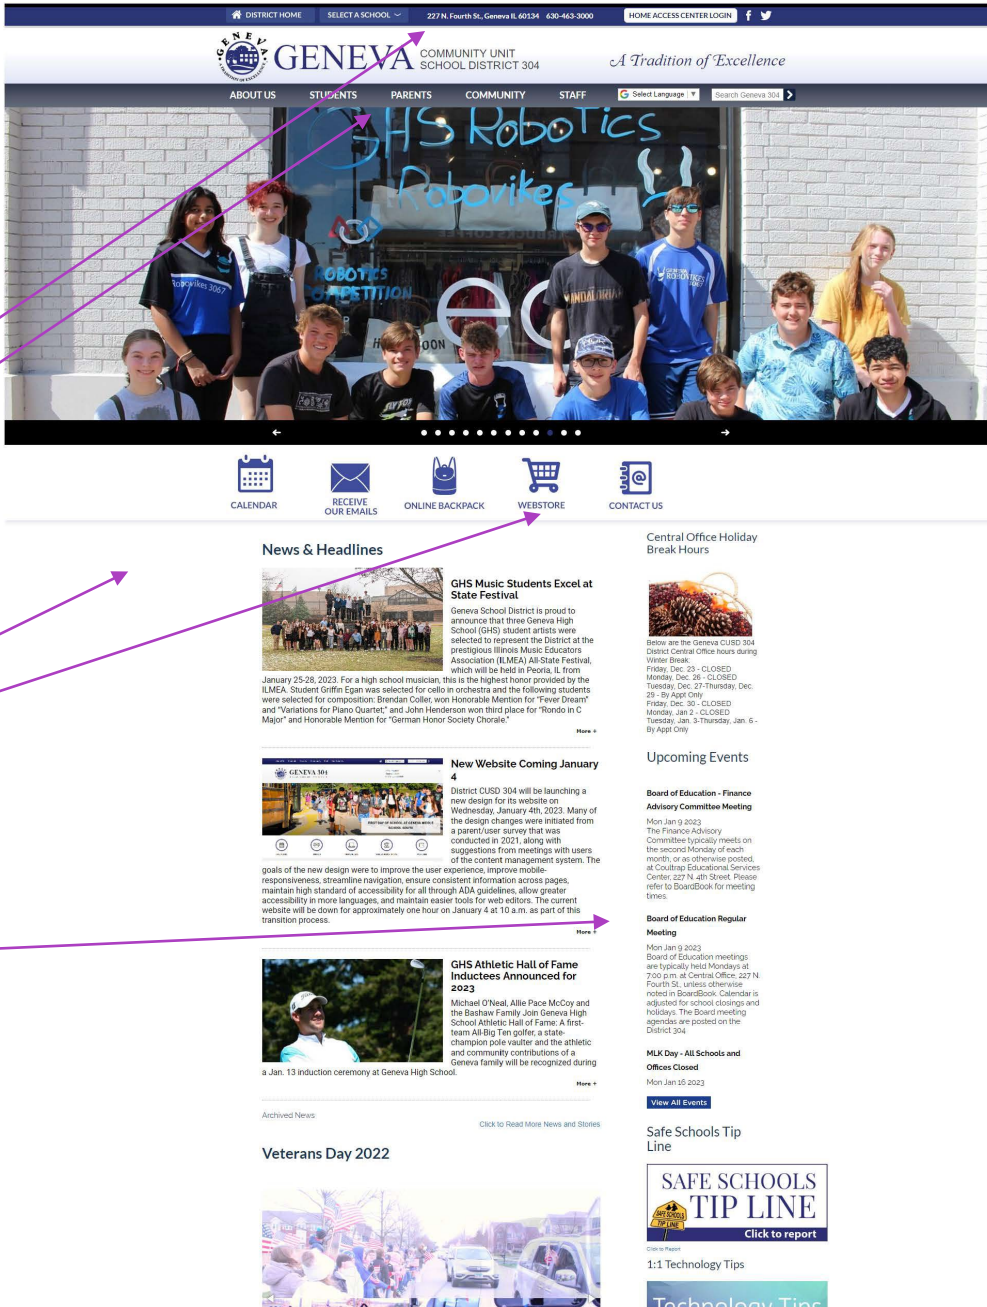 DISTRICT HOME
SELECT A SCHOOL
227 N. Fourth St., Geneva IL 60134 630-463-3000
HOME ACCESS CENTER LOGIN
GENEVA
A TRADITION OF EXCELLENCE
GENEVA
COMMUNITY UNIT
SCHOOL DISTRICT 304
A Tradition of Excellence
ABOUT US
STUDENTS
PARENTS
COMMUNITY
STAFF
Select Language
Search Geneva 304
GHS Robotics
Robovikes
ROBOTICS
COMPETITION
Robovikes 3067
CALENDAR
RECEIVE
OUR EMAILS
ONLINE BACKPACK
WEBSTORE
CONTACT US
News & Headlines
GHS Music Students Excel at
State Festival
Geneva School District is proud to
announce that three Geneva High
School (GHS) student artists were
selected to represent the District at the
prestigious Illinois Music Educators
Association (ILMEA) All-State Festival,
which will be held in Peoria, IL from
January 25-28, 2023. For a high school musician, this is the highest honor provided by the
ILMEA. Student Griffin Egan was selected for cello in orchestra and the following students
were selected for composition: Brendan Coller, won Honorable Mention for "Fever Dream"
and "Variations for Piano Quartet;" and John Henderson won third place for "Rondo in C
Major" and Honorable Mention for "German Honor Society Chorale."
More +
GENEVA 304
New Website Coming January
4
District CUSD 304 will be launching a
new design for its website on
Wednesday, January 4th, 2023. Many of
the design changes were initiated from
a parent/user survey that was
conducted in 2021, along with
suggestions from meetings with users
of the content management system. The
goals of the new design were to improve the user experience, improve mobile-
responsiveness, streamline navigation, ensure consistent information across pages,
maintain high standard of accessibility for all through ADA guidelines, allow greater
accessibility in more languages, and maintain easier tools for web editors. The current
website will be down for approximately one hour on January 4 at 10 a.m. as part of this
transition process.
More +
GHS Athletic Hall of Fame
Inductees Announced for
2023
Michael O'Neal, Allie Pace McCoy and
the Bashaw Family Join Geneva High
School Athletic Hall of Fame: A first-
team All-Big Ten golfer, a state-
champion pole vaulter and the athletic
and community contributions of a
Geneva family will be recognized during
a Jan. 13 induction ceremony at Geneva High School.
More +
Archived News
Click to Read More News and Stories
Veterans Day 2022
Central Office Holiday
Break Hours
Below are the Geneva CUSD 304
District Central Office hours during
Winter Break:
Friday, Dec. 23 - CLOSED
Monday, Dec. 26 - CLOSED
Tuesday, Dec. 27-Thursday, Dec.
29 - By Appt Only
Friday, Dec. 30 - CLOSED
Monday, Jan 2 - CLOSED
Tuesday, Jan. 3-Thursday, Jan. 6 -
By Appt Only
Upcoming Events
Board of Education - Finance
Advisory Committee Meeting
Mon Jan 9 2023
The Finance Advisory
Committee typically meets on
the second Monday of each
month, or as otherwise posted,
at Coultrap Educational Services
Center, 227 N. 4th Street. Please
refer to BoardBook for meeting
times.
Board of Education Regular
Meeting
Mon Jan 9 2023
Board of Education meetings
are typically held Mondays at
7:00 p.m. at Central Office, 227 N.
Fourth St., unless otherwise
noted in BoardBook. Calendar is
adjusted for school closings and
holidays. The Board meeting
agendas are posted on the
District 304
MLK Day - All Schools and
Offices Closed
Mon Jan 16 2023
View All Events
Safe Schools Tip
Line
SAFE SCHOOLS
TIP LINE
SAFE SCHOOLS
TIP LINE
Click to report
Click to Report
1:1 Technology Tips
Technology Tips